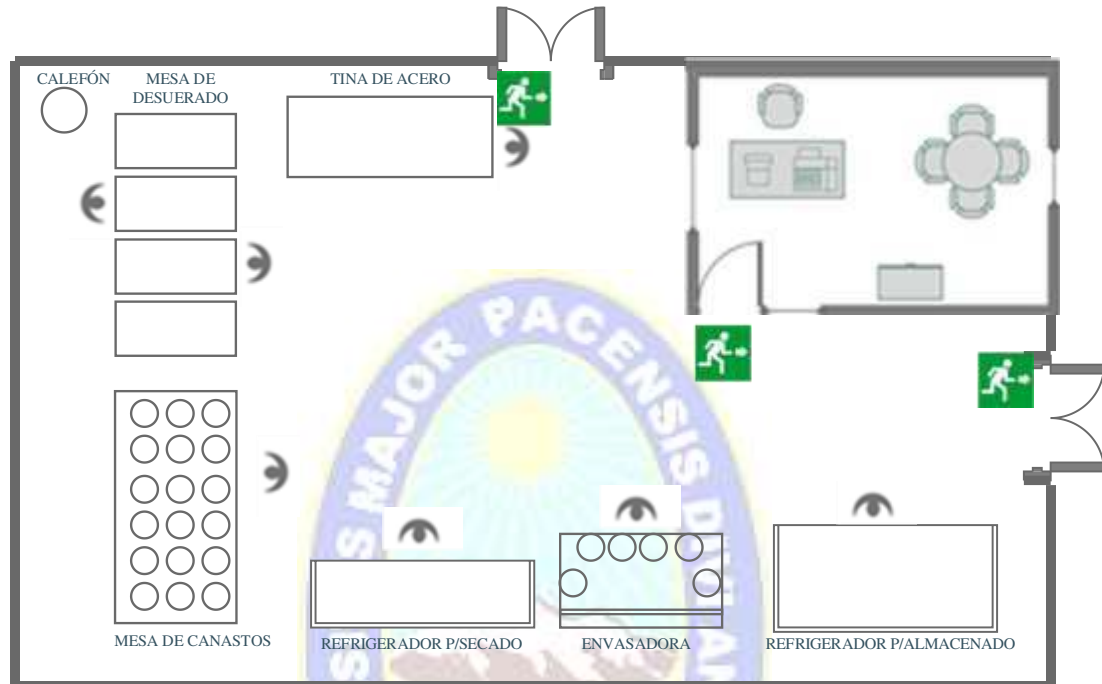 CALEFÓN
MESA DE
DESUERADO
TINA DE ACERO
MAJOR PACENSIS
MESA DE CANASTOS
REFRIGERADOR P/SECADO
ENVASADORA
REFRIGERADOR P/ALMACENADO